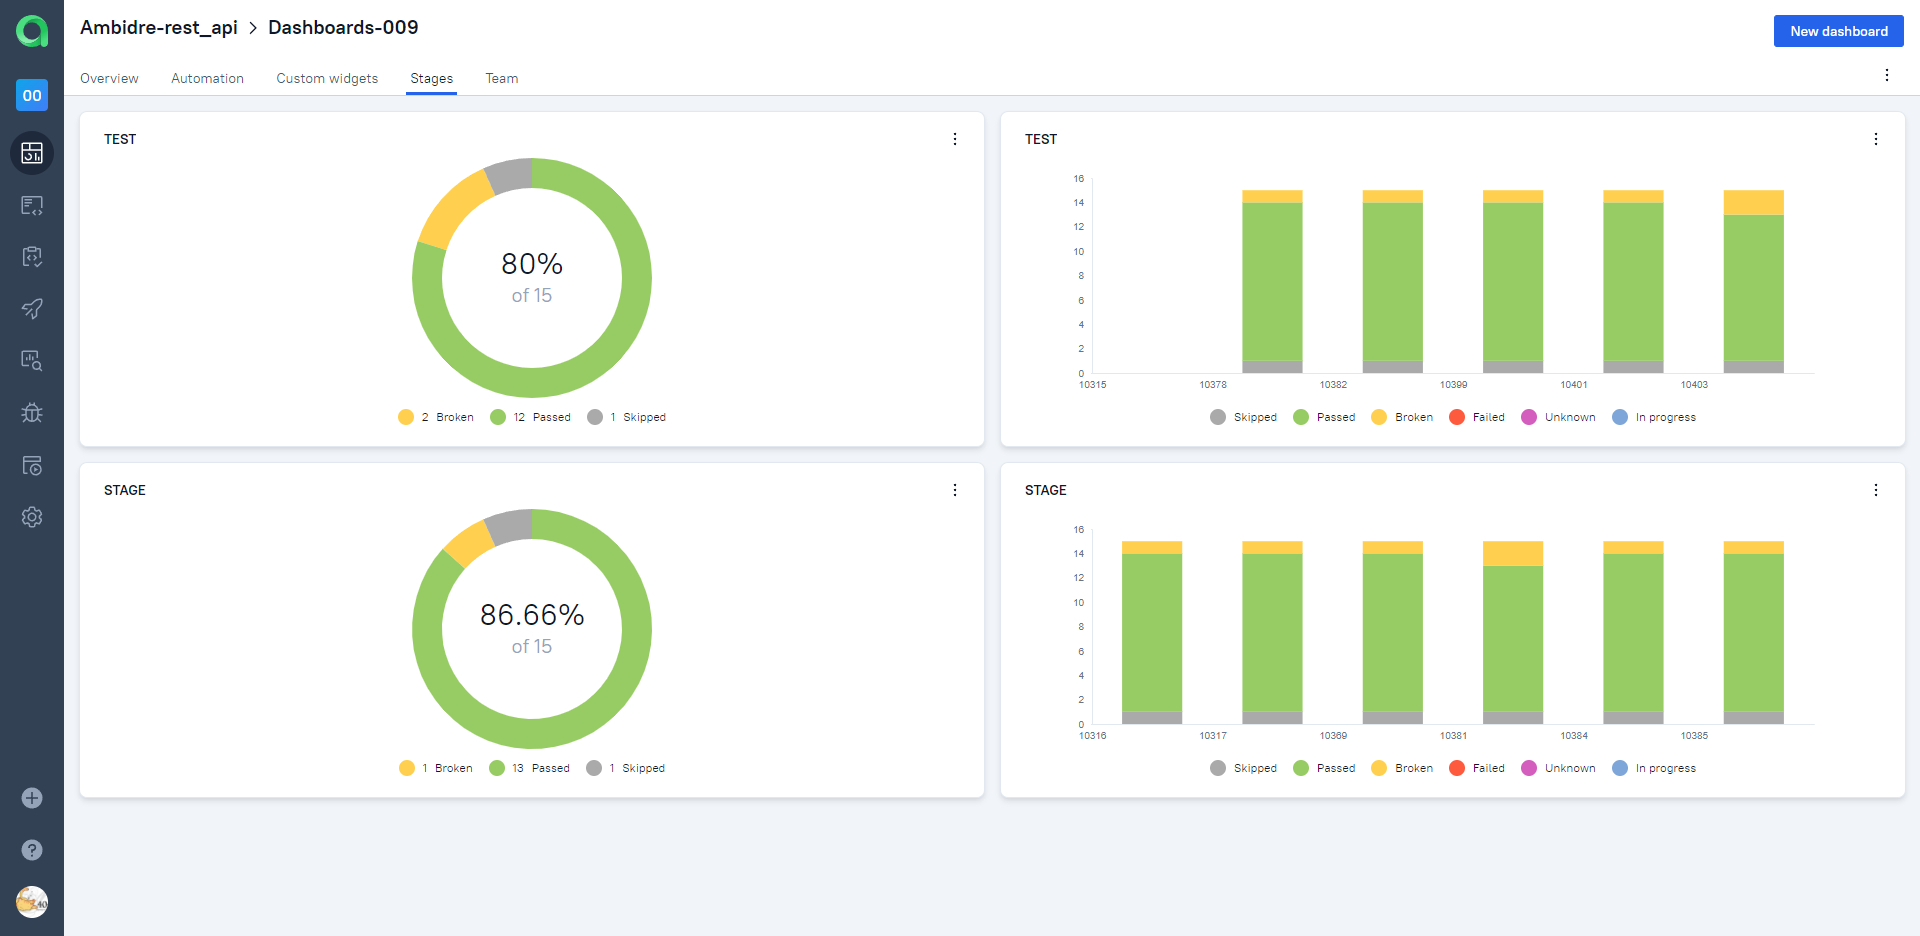 Ambidre-rest_api > Dashboards-009
New dashboard
Overview Automation Custom widgets Stages Team
00
TEST
80%
of 15
2 Broken 12 Passed 1 Skipped
TEST
16
14
12
10
8
6
4
2
0
10315 10378 10382 10399 10401 10403
Skipped Passed Broken Failed Unknown In progress
STAGE
86.66%
of 15
1 Broken 13 Passed 1 Skipped
STAGE
16
14
12
10
8
6
4
2
0
10316 10317 10369 10381 10384 10385
Skipped Passed Broken Failed Unknown In progress
?